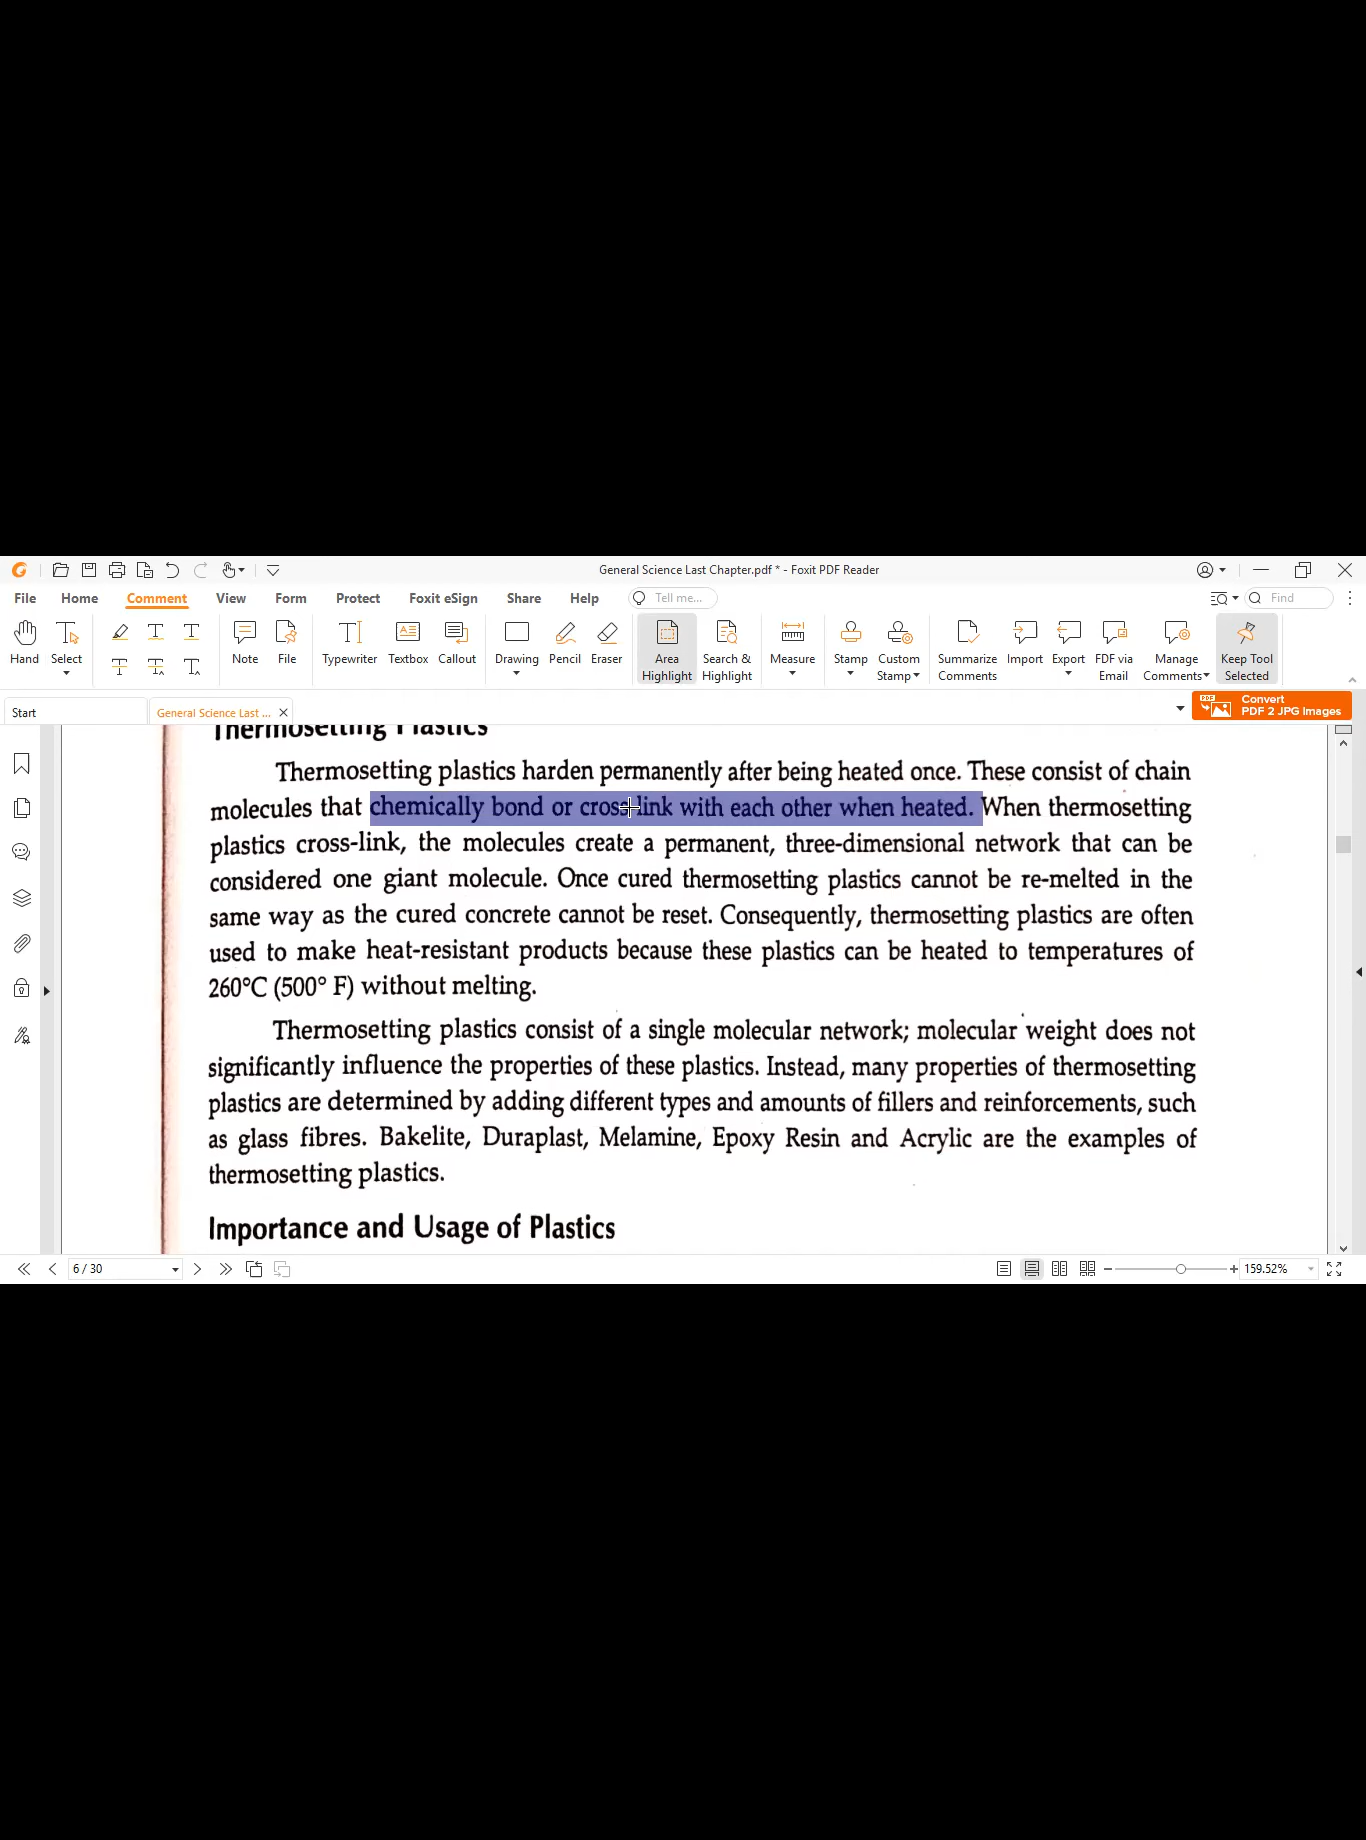 General Science Last Chapter.pdf * - Foxit PDF Reader
File Home Comment View Form Protect Foxit eSign Share Help Tell me... Find
Hand Select Note File Typewriter Textbox Callout Drawing Pencil Eraser Area Highlight Search & Highlight Measure Stamp Custom Stamp Summarize Comments Import Export FDF via Email Manage Comments Keep Tool Selected
Start General Science Last ... PDF Convert PDF 2 JPG Images
Thermosetting Plastics
Thermosetting plastics harden permanently after being heated once. These consist of chain
molecules that chemically bond or cross-link with each other when heated. When thermosetting
plastics cross-link, the molecules create a permanent, three-dimensional network that can be
considered one giant molecule. Once cured thermosetting plastics cannot be re-melted in the
same way as the cured concrete cannot be reset. Consequently, thermosetting plastics are often
used to make heat-resistant products because these plastics can be heated to temperatures of
260°C (500° F) without melting.
Thermosetting plastics consist of a single molecular network; molecular weight does not
significantly influence the properties of these plastics. Instead, many properties of thermosetting
plastics are determined by adding different types and amounts of fillers and reinforcements, such
as glass fibres. Bakelite, Duraplast, Melamine, Epoxy Resin and Acrylic are the examples of
thermosetting plastics.
Importance and Usage of Plastics
6 / 30 159.52%